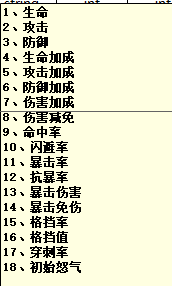 string int int
1、生命
2、攻击
3、防御
4、生命加成
5、攻击加成
6、防御加成
7、伤害加成
8、伤害减免
9、命中率
10、闪避率
11、暴击率
12、抗暴率
13、暴击伤害
14、暴击免伤
15、格挡率
16、格挡值
17、穿刺率
18、初始怒气